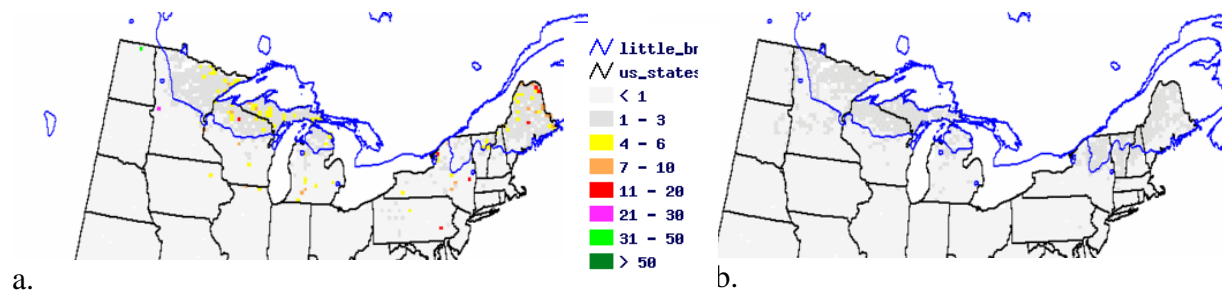 little_br
us_states
< 1
1 - 3
4 - 6
7 - 10
11 - 20
21 - 30
31 - 50
> 50
a.
b.